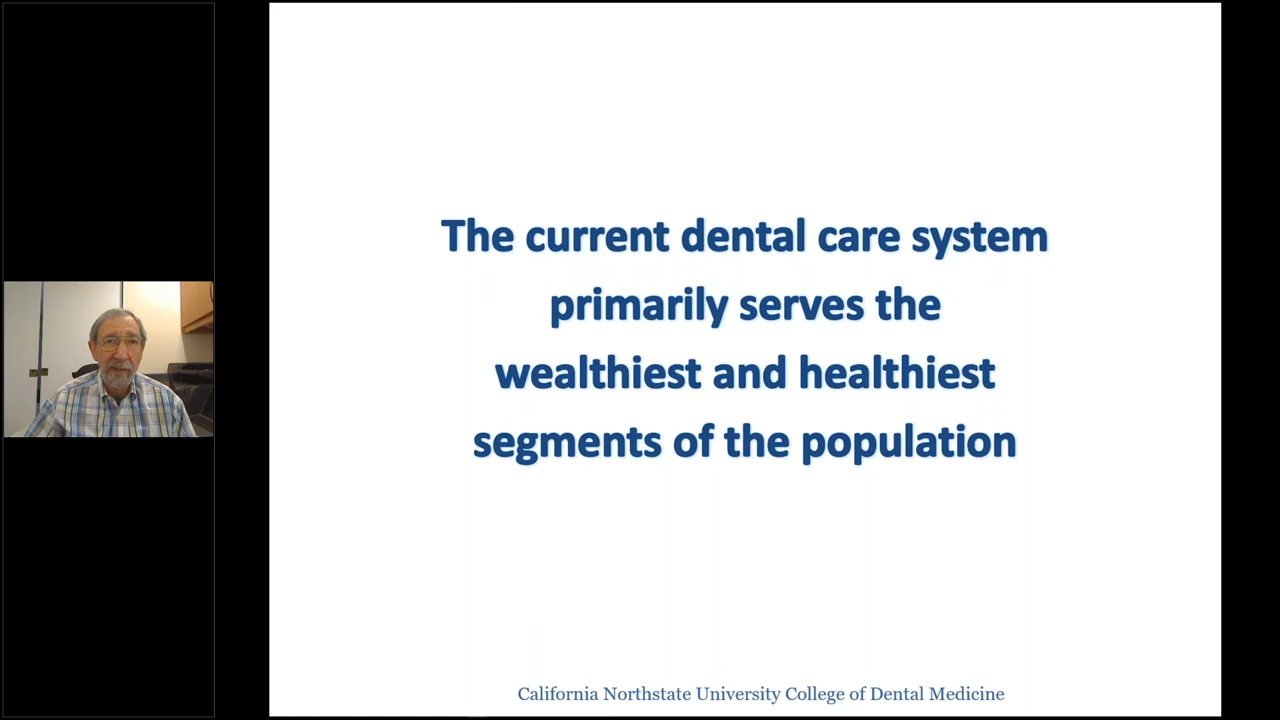 The current dental care system
primarily serves the
wealthiest and healthiest
segments of the population
California Northstate University College of Dental Medicine